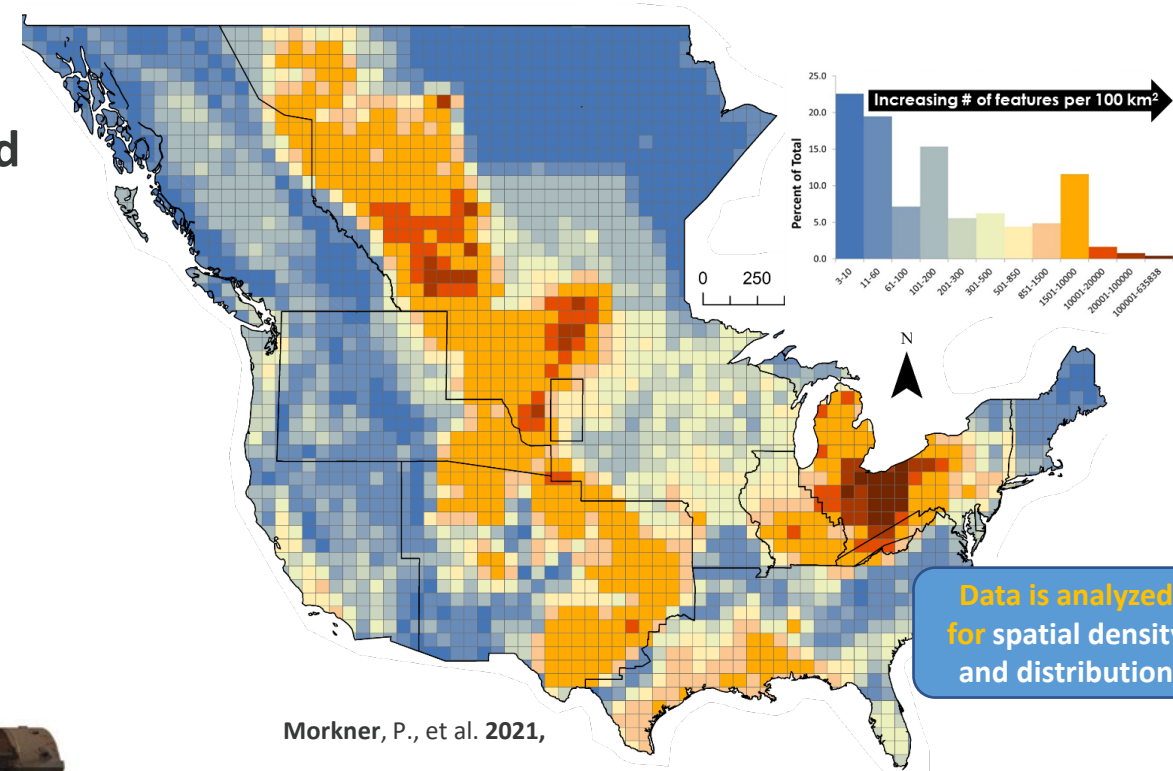 d
25.0
20.0
15.0
10.0
5.0
0.0
Percent of Total
Increasing # of features per 100 km²
3-10
11-60
61-100
101-200
201-300
301-500
501-850
851-1500
1501-10000
10001-20000
20001-100000
100001-635838
0 250
N
Data is analyzed
for spatial density
and distribution
Morkner, P., et al. 2021,